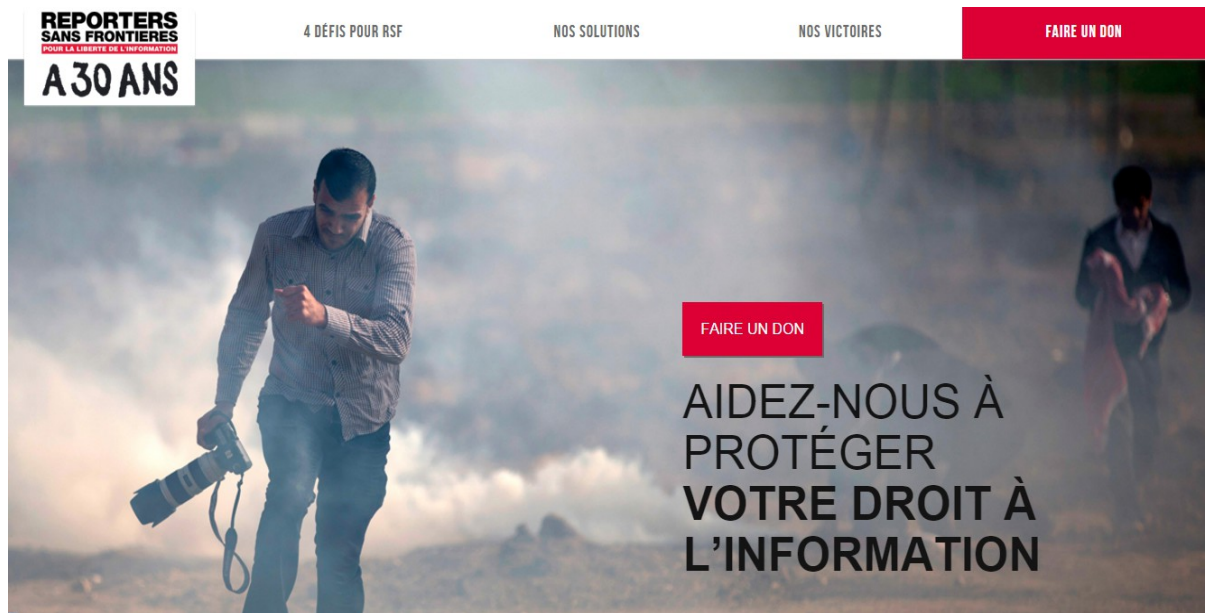 REPORTERS
SANS FRONTIERES
POUR LA LIBERTE DE L'INFORMATION
A 30 ANS
4 DÉFIS POUR RSF
NOS SOLUTIONS
NOS VICTOIRES
FAIRE UN DON
FAIRE UN DON
AIDEZ-NOUS À
PROTÉGER
VOTRE DROIT À
L’INFORMATION